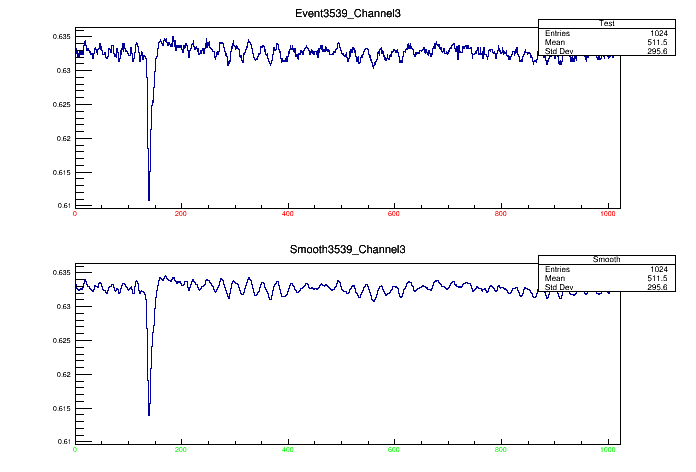 Event3539_Channel3
Test
Entries 1024
Mean 511.5
Std Dev 295.6
0.635
0.63
0.625
0.62
0.615
0.61
0 200 400 600 800 1000
Smooth3539_Channel3
Smooth
Entries 1024
Mean 511.5
Std Dev 295.6
0.635
0.63
0.625
0.62
0.615
0.61
0 200 400 600 800 1000